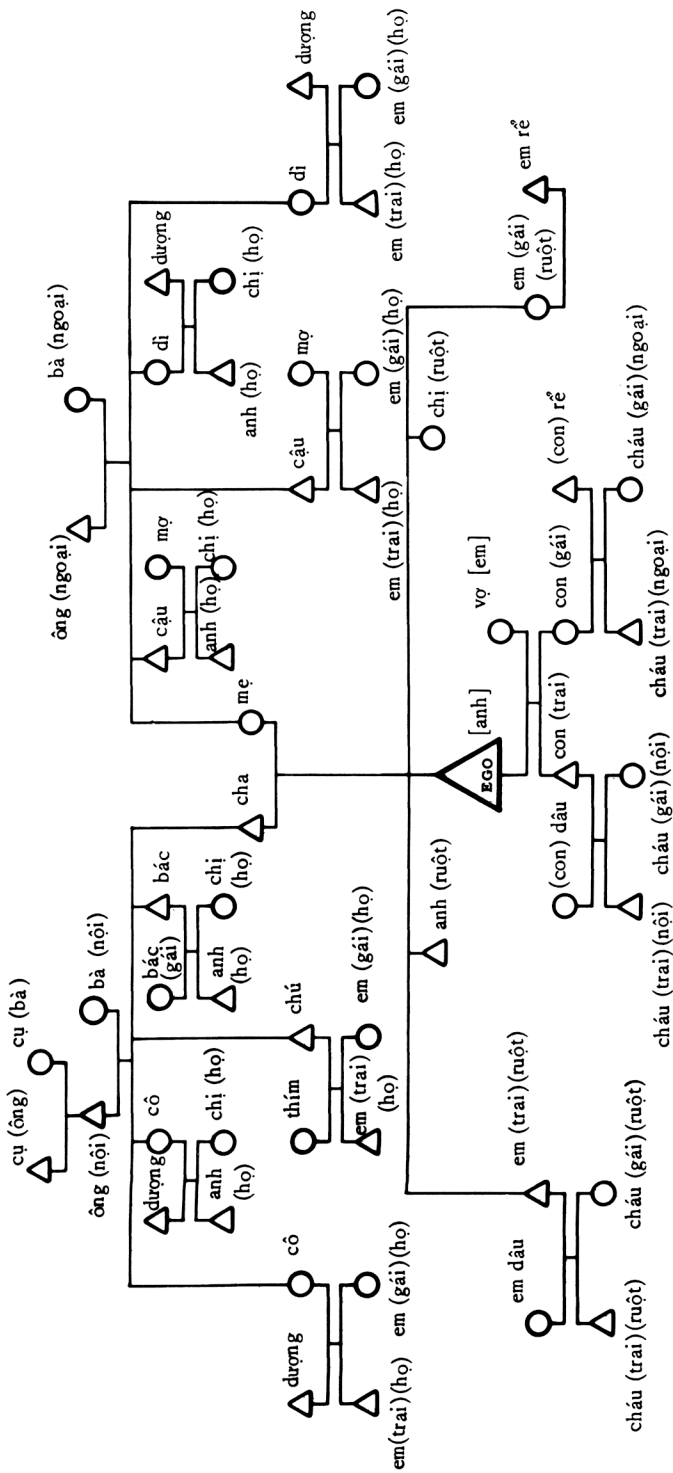 cụ (ông)
cụ (bà)
ông (nội)
bà (nội)
ông (ngoại)
bà (ngoại)
dượng
cô
anh
(họ)
chị (họ)
bác
(gái)
bác
anh
(họ)
chị
(họ)
cha
mẹ
cậu
mợ
anh (họ)
chị (họ)
dì
dượng
anh (họ)
chị (họ)
dượng
cô
em(trai)(họ)
em (gái)(họ)
thím
chú
em (trai)
(họ)
em (gái)(họ)
cậu
mợ
em (trai)(họ)
em (gái)(họ)
dì
dượng
em (trai)(họ)
em (gái)(họ)
anh (ruột)
chị (ruột)
EGO
[anh]
vợ [em]
em dâu
em (trai)(ruột)
cháu (trai)(ruột)
cháu (gái)(ruột)
(con) dâu
con (trai)
con (gái)
(con) rể
cháu (trai)(nội)
cháu (gái)(nội)
cháu (trai)(ngoại)
cháu (gái)(ngoại)
em (gái)
(ruột)
em rể